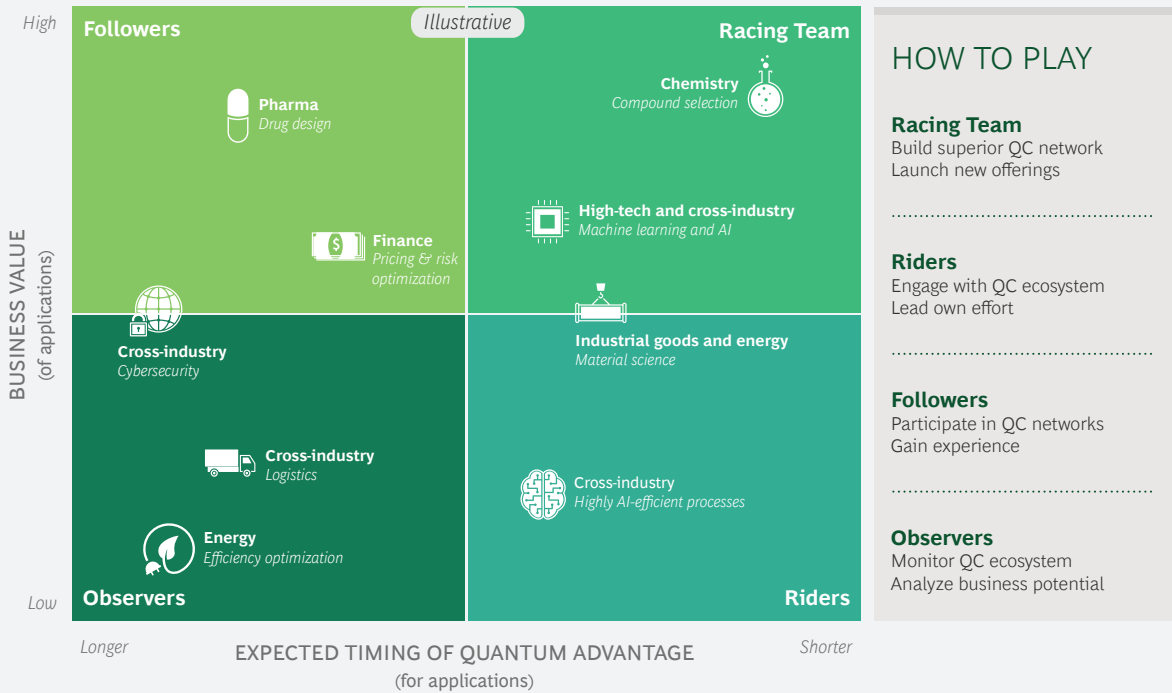 High
Followers
Illustrative
Racing Team
Chemistry
Compound selection
Pharma
Drug design
High-tech and cross-industry
Machine learning and AI
Finance
$
Pricing & risk
optimization
BUSINESS VALUE
(of applications)
Cross-industry
Cybersecurity
Industrial goods and energy
Material science
Cross-industry
Logistics
Cross-industry
Highly AI-efficient processes
Energy
Efficiency optimization
Low
Observers
Riders
Longer
EXPECTED TIMING OF QUANTUM ADVANTAGE
(for applications)
Shorter
HOW TO PLAY
Racing Team
Build superior QC network
Launch new offerings
Riders
Engage with QC ecosystem
Lead own effort
Followers
Participate in QC networks
Gain experience
Observers
Monitor QC ecosystem
Analyze business potential